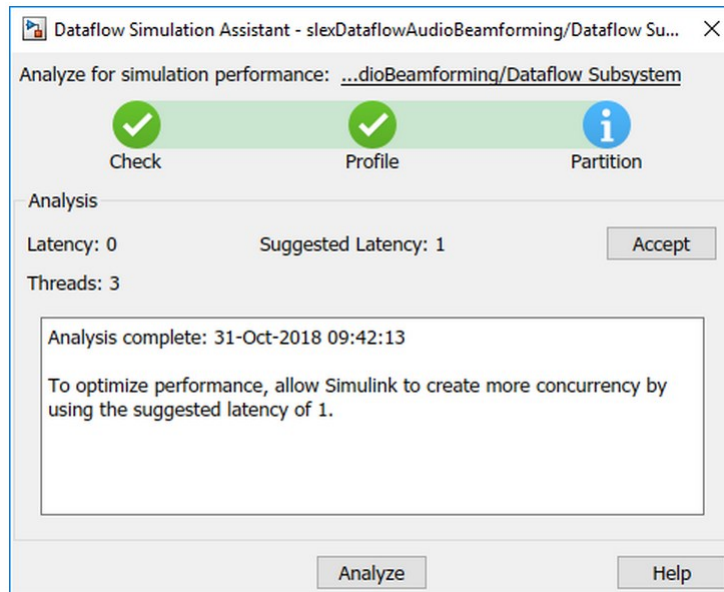 Dataflow Simulation Assistant - slexDataflowAudioBeamforming/Dataflow Su...
Analyze for simulation performance: ...dioBeamforming/Dataflow Subsystem
Check Profile Partition
Analysis
Latency: 0 Suggested Latency: 1 Accept
Threads: 3
Analysis complete: 31-Oct-2018 09:42:13
To optimize performance, allow Simulink to create more concurrency by
using the suggested latency of 1.
Analyze Help